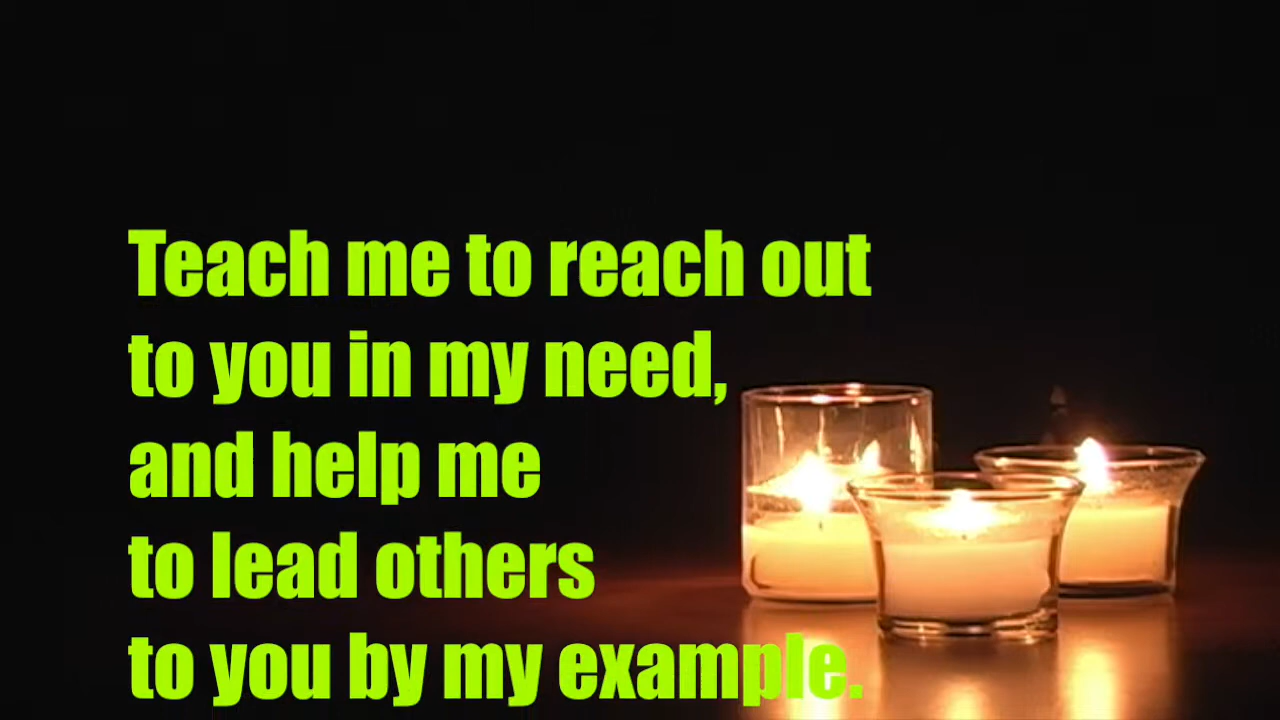 Teach me to reach out
to you in my need,
and help me
to lead others
to you by my example.